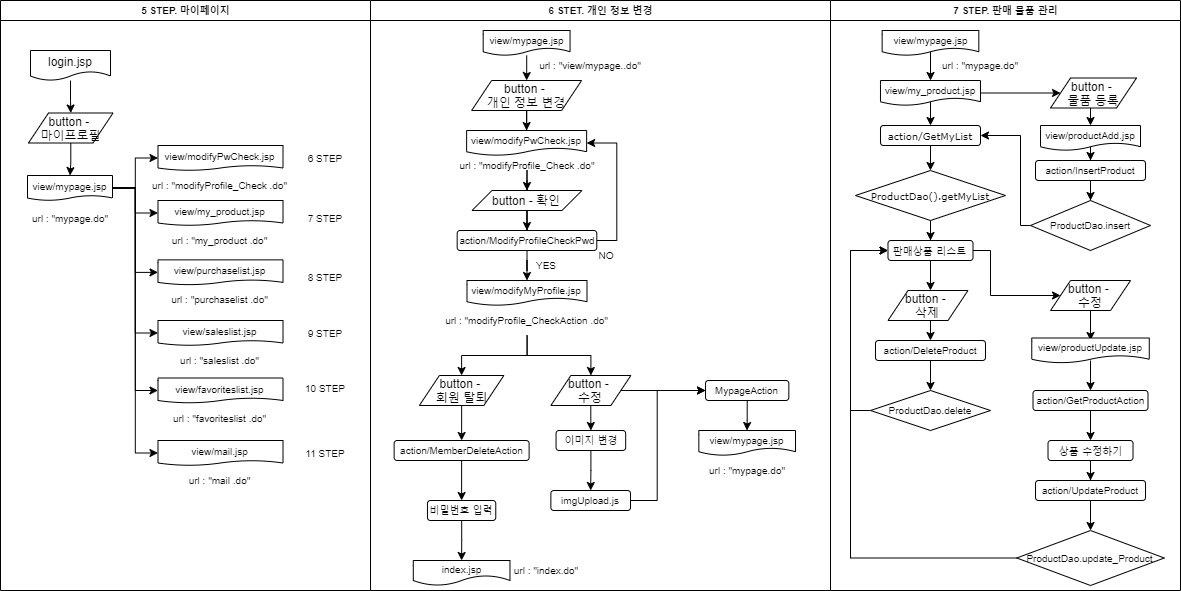 5 STEP. 마이페이지
login.jsp
button -
마이프로필
view/mypage.jsp
url : "mypage.do"
view/modifyPwCheck.jsp
6 STEP
url : "modifyProfile_Check .do"
view/my_product.jsp
7 STEP
url : "my_product .do"
view/purchaselist.jsp
8 STEP
url : "purchaselist .do"
view/saleslist.jsp
9 STEP
url : "saleslist .do"
view/favoriteslist.jsp
10 STEP
url : "favoriteslist .do"
view/mail.jsp
11 STEP
url : "mail .do"
6 STET. 개인 정보 변경
view/mypage.jsp
url : "view/mypage..do"
button -
개인 정보 변경
view/modifyPwCheck.jsp
url : "modifyProfile_Check .do"
button - 확인
action/ModifyProfileCheckPwd
NO
YES
view/modifyMyProfile.jsp
url : "modifyProfile_CheckAction .do"
button -
회원 탈퇴
action/MemberDeleteAction
비밀번호 입력
index.jsp
url : "index.do"
button -
수정
이미지 변경
imgUpload.js
MypageAction
view/mypage.jsp
url : "mypage.do"
7 STEP. 판매 물품 관리
view/mypage.jsp
url : "mypage.do"
view/my_product.jsp
button -
물품 등록
action/GetMyList
view/productAdd.jsp
action/InsertProduct
ProductDao().getMyList
ProductDao.insert
판매상품 리스트
button -
삭제
button -
수정
action/DeleteProduct
view/productUpdate.jsp
ProductDao.delete
action/GetProductAction
상품 수정하기
action/UpdateProduct
ProductDao.update_Product